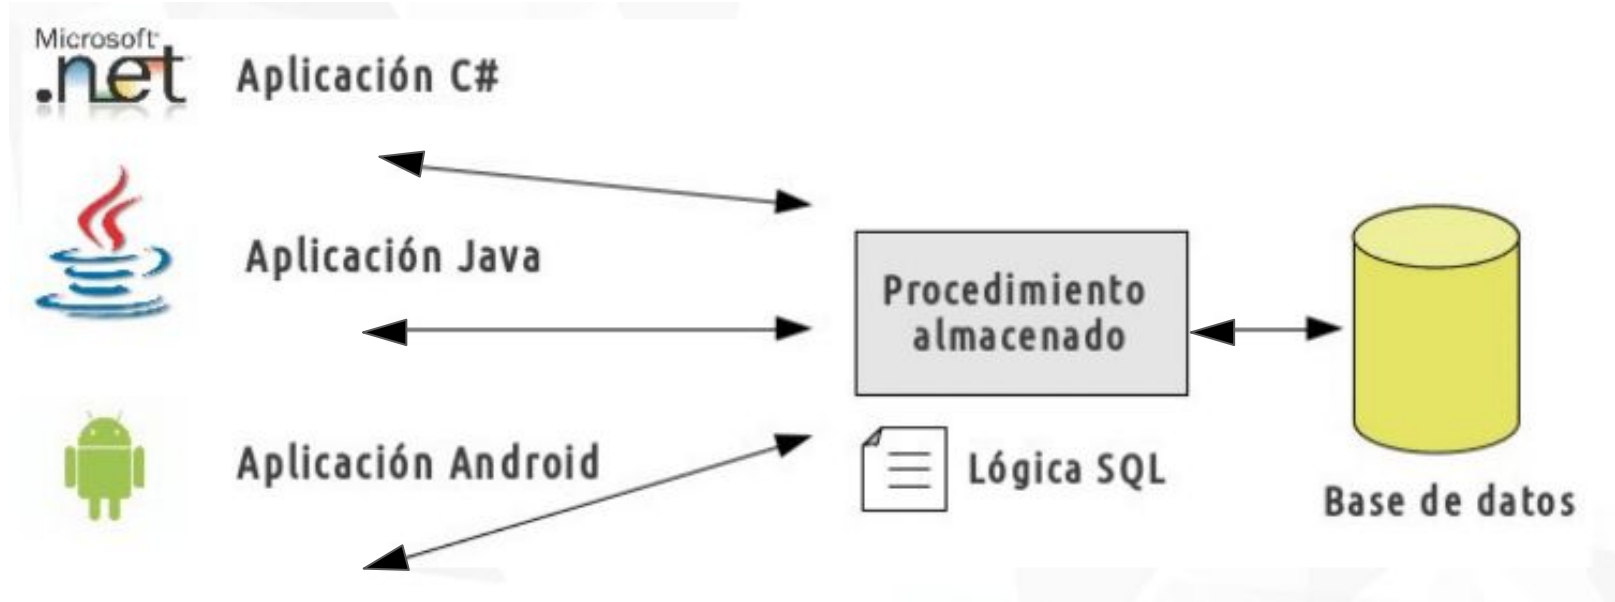 Microsoft
.net
Aplicación C#
Aplicación Java
Aplicación Android
Procedimiento
almacenado
Lógica SQL
Base de datos